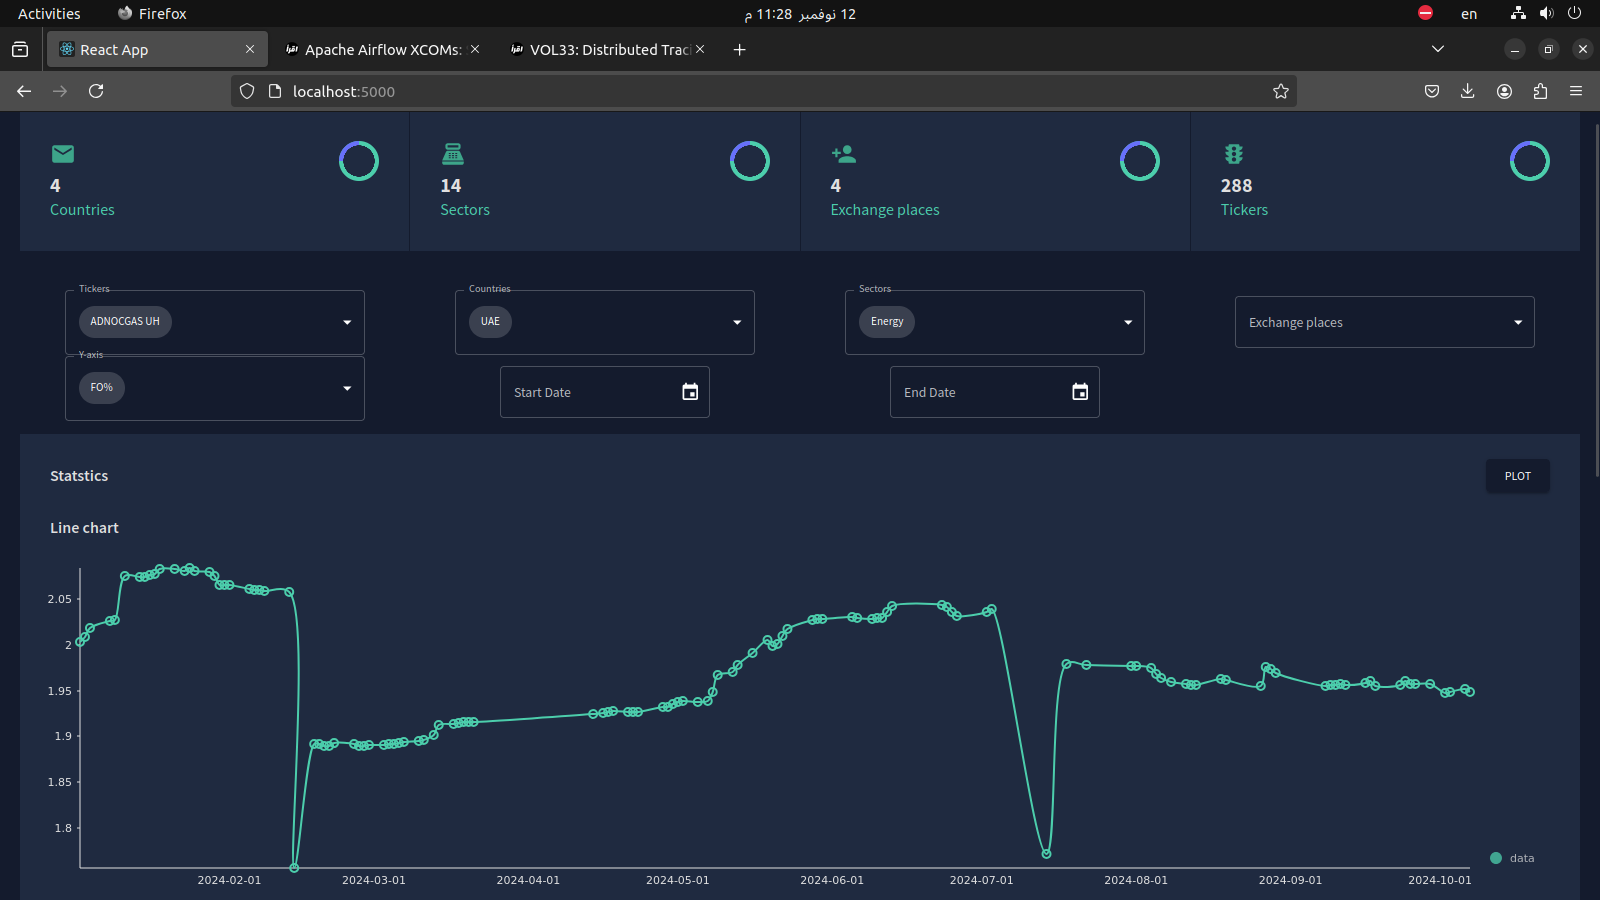 Activities
Firefox
12 نوفمبر 11:28 م
en
React App
Apache Airflow XCOMs:
VOL33: Distributed Trac
localhost:5000
4
Countries
14
Sectors
4
Exchange places
288
Tickers
Tickers
ADNOCGAS UH
Countries
UAE
Sectors
Energy
Exchange places
Y-axis
FO%
Start Date
End Date
Statstics
PLOT
Line chart
2.05
2
1.95
1.9
1.85
1.8
data
2024-02-01
2024-03-01
2024-04-01
2024-05-01
2024-06-01
2024-07-01
2024-08-01
2024-09-01
2024-10-01